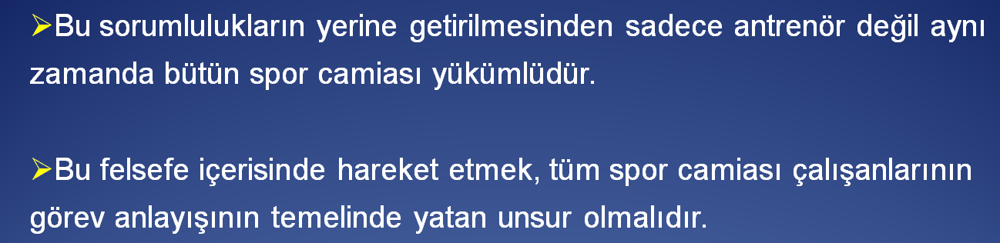 ➢Bu sorumlulukların yerine getirilmesinden sadece antrenör değil aynı
zamanda bütün spor camiası yükümlüdür.
➢Bu felsefe içerisinde hareket etmek, tüm spor camiası çalışanlarının
görev anlayışının temelinde yatan unsur olmalıdır.